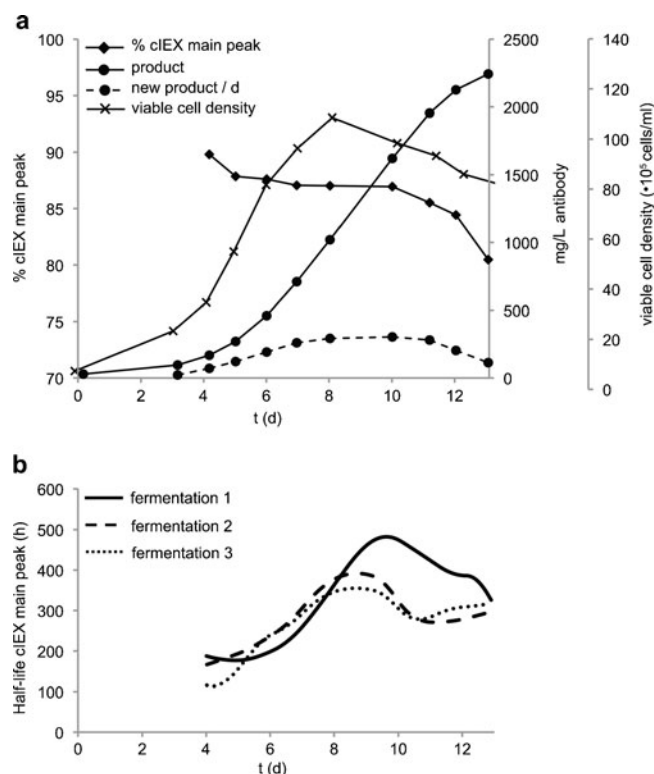 a
100
95
90
85
80
75
70
% cIEX main peak
% cIEX main peak
product
new product / d
viable cell density
2500
2000
1500
1000
500
0
mg/L antibody
140
120
100
80
60
40
20
0
viable cell density (•10⁵ cells/ml)
0 2 4 6 8 10 12
t (d)
b
600
500
400
300
200
100
0
Half-life cIEX main peak (h)
fermentation 1
fermentation 2
fermentation 3
0 2 4 6 8 10 12
t (d)